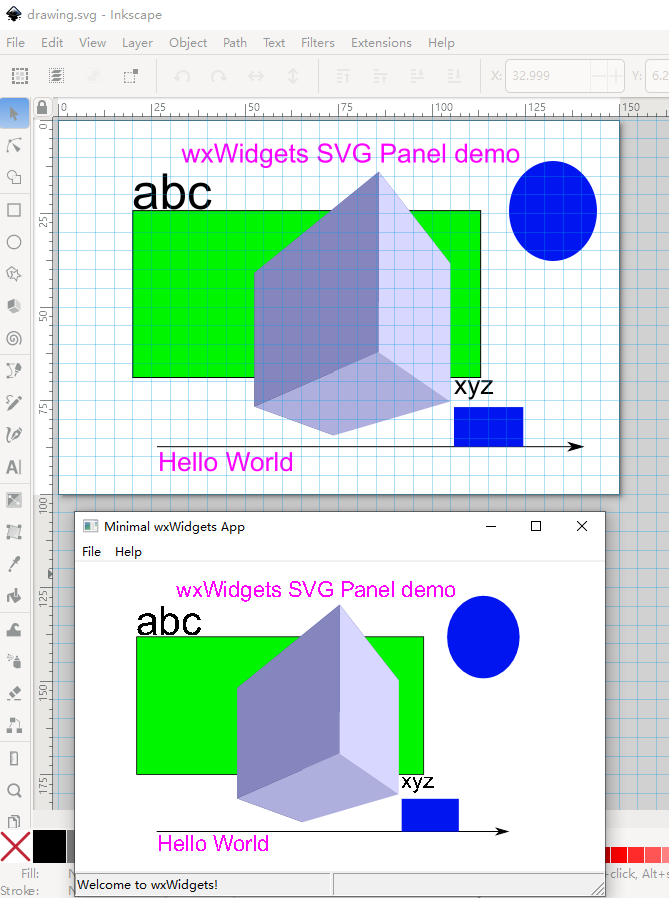 drawing.svg - Inkscape
File Edit View Layer Object Path Text Filters Extensions Help
X: 32.999 Y: 6.2
0 25 50 75 100 125 150
0
wxWidgets SVG Panel demo
abc
25
50
xyz
75
Hello World
100
Minimal wxWidgets App
File Help
125
wxWidgets SVG Panel demo
abc
150
175
xyz
Hello World
Fill: N
-click, Alt+s
Welcome to wxWidgets!
Stroke: N